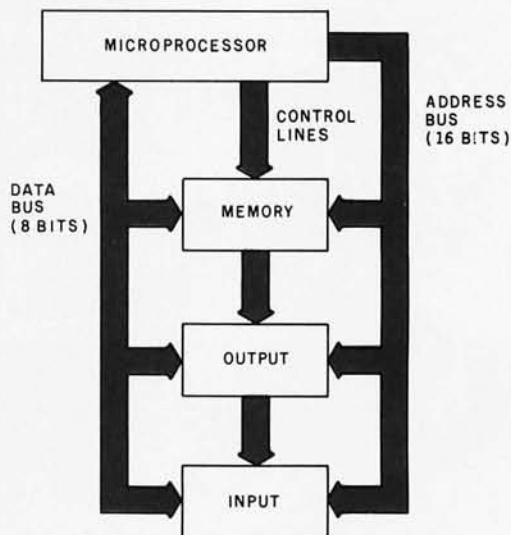 MICROPROCESSOR
CONTROL
LINES
ADDRESS
BUS
(16 BITS)
DATA
BUS
(8 BITS)
MEMORY
OUTPUT
INPUT